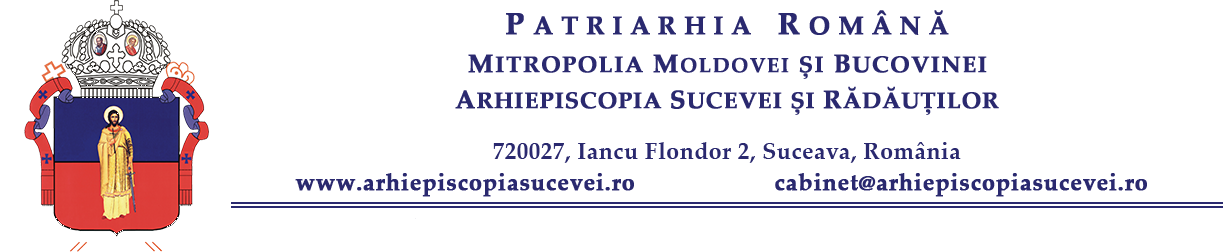 PATRIARHIA ROMÂNĂ
MITROPOLIA MOLDOVEI ȘI BUCOVINEI
ARHIEPISCOPIA SUCEVEI ȘI RĂDĂUȚILOR
720027, Iancu Flondor 2, Suceava, România
www.arhiepiscopiasucevei.ro cabinet@arhiepiscopiasucevei.ro